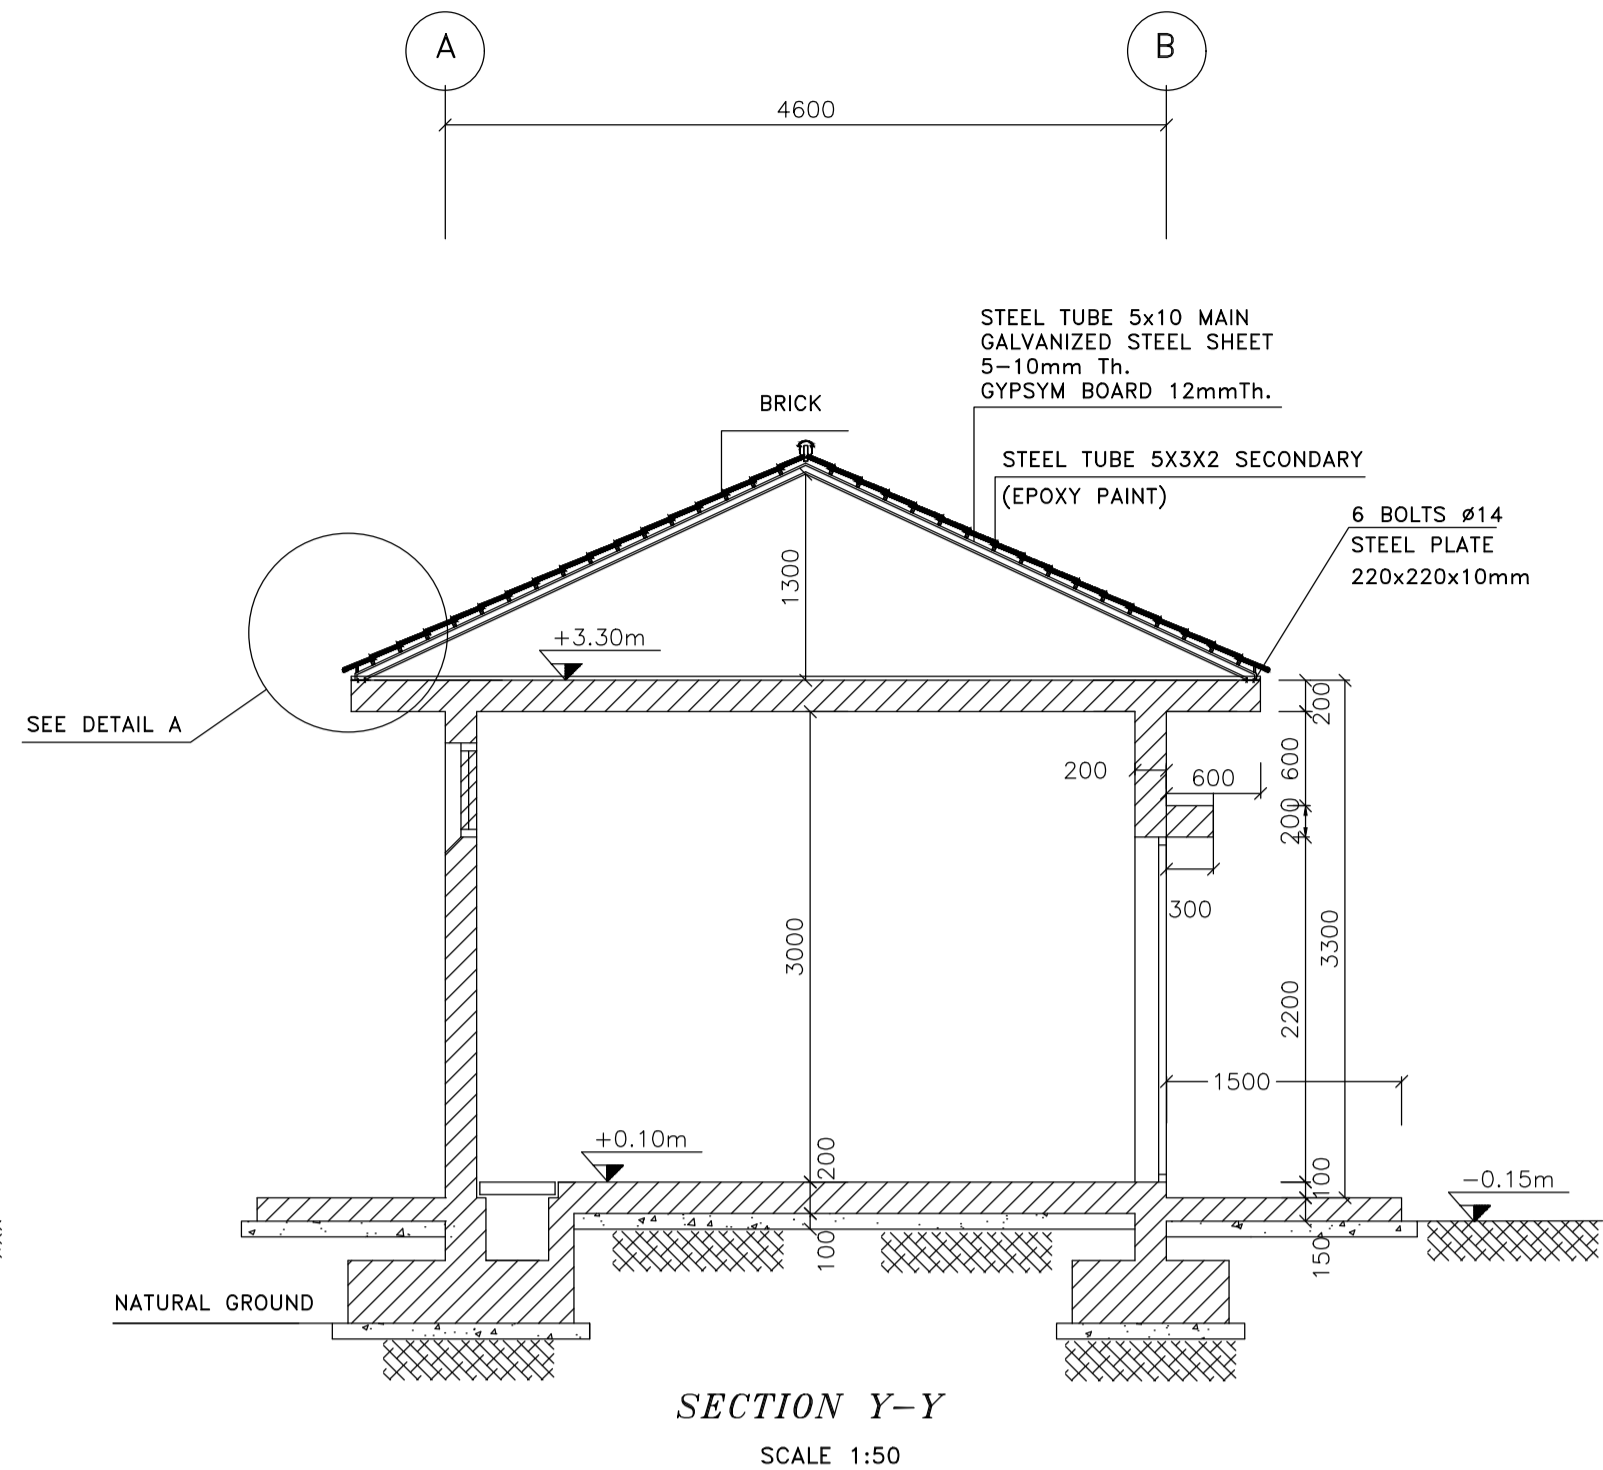 A
B
4600
STEEL TUBE 5x10 MAIN
GALVANIZED STEEL SHEET
5-10mm Th.
GYPSYM BOARD 12mmTh.
BRICK
STEEL TUBE 5X3X2 SECONDARY
(EPOXY PAINT)
6 BOLTS ø14
STEEL PLATE
220x220x10mm
1300
+3.30m
SEE DETAIL A
200
600
200
600
200
300
3000
3300
2200
1500
+0.10m
200
100
-0.15m
100
150
NATURAL GROUND
SECTION Y-Y
SCALE 1:50